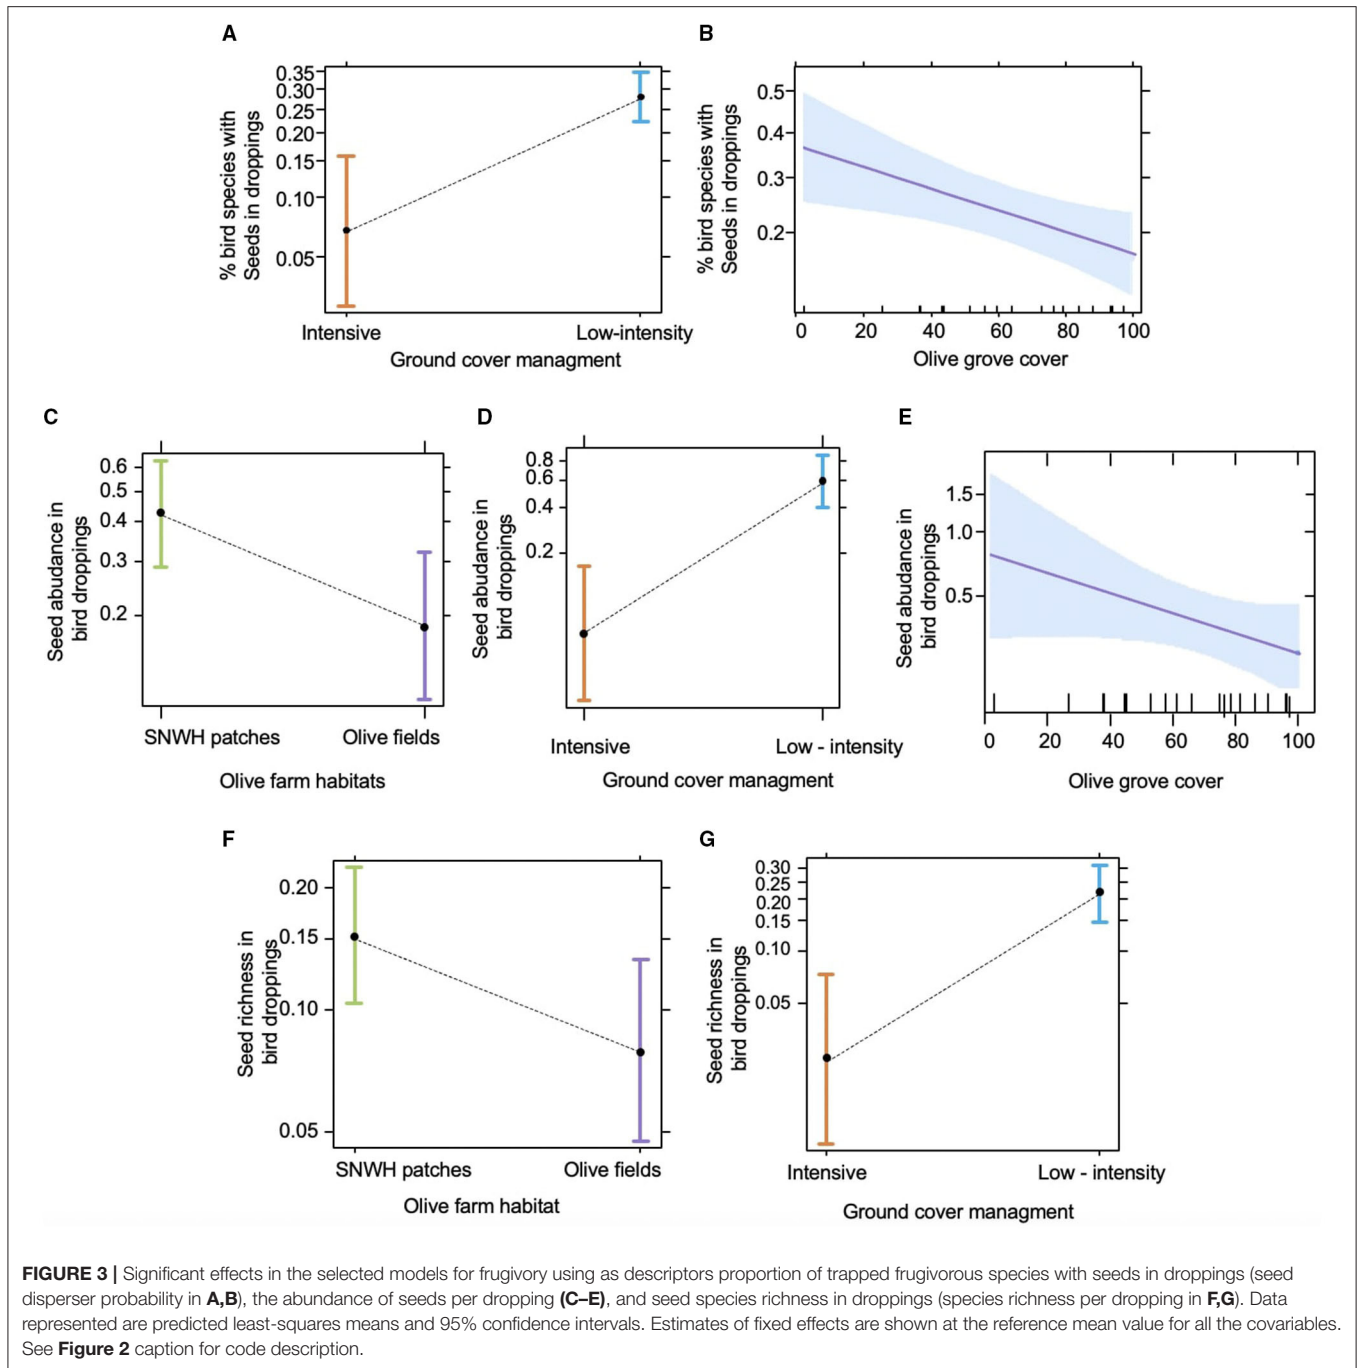 A
% bird species with
Seeds in droppings
0.35
0.30
0.25
0.20
0.15
0.10
0.05
Intensive
Low-intensity
Ground cover managment
B
% bird species with
Seeds in droppings
0.5
0.4
0.3
0.2
0
20
40
60
80
100
Olive grove cover
C
Seed abudance in
bird droppings
0.6
0.5
0.4
0.3
0.2
SNWH patches
Olive fields
Olive farm habitats
D
Seed abudance in
bird droppings
0.8
0.6
0.4
0.2
Intensive
Low - intensity
Ground cover managment
E
Seed abudance in
bird droppings
1.5
1.0
0.5
0
20
40
60
80
100
Olive grove cover
F
Seed richness in
bird droppings
0.20
0.15
0.10
0.05
SNWH patches
Olive fields
Olive farm habitat
G
Seed richness in
bird droppings
0.30
0.25
0.20
0.15
0.10
0.05
Intensive
Low - intensity
Ground cover managment
FIGURE 3 | Significant effects in the selected models for frugivory using as descriptors proportion of trapped frugivorous species with seeds in droppings (seed
disperser probability in A,B), the abundance of seeds per dropping (C–E), and seed species richness in droppings (species richness per dropping in F,G). Data
represented are predicted least-squares means and 95% confidence intervals. Estimates of fixed effects are shown at the reference mean value for all the covariables.
See Figure 2 caption for code description.